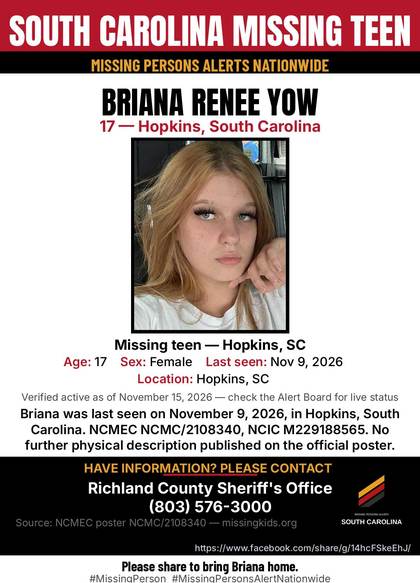 SOUTH CAROLINA MISSING TEEN
MISSING PERSONS ALERTS NATIONWIDE
BRIANA RENEE YOW
17 — Hopkins, South Carolina
Missing teen — Hopkins, SC
Age: 17 Sex: Female Last seen: Nov 9, 2026
Location: Hopkins, SC
Verified active as of November 15, 2026 — check the Alert Board for live status
Briana was last seen on November 9, 2026, in Hopkins, South
Carolina. NCMEC NCMC/2108340, NCIC M229188565. No
further physical description published on the official poster.
HAVE INFORMATION? PLEASE CONTACT
Richland County Sheriff's Office
(803) 576-3000
Source: NCMEC poster NCMC/2108340 — missingkids.org
MISSING PERSONS ALERTS NATIONWIDE
SOUTH CAROLINA
https://www.facebook.com/share/g/14hcFSkeEhJ/
Please share to bring Briana home.
#MissingPerson #MissingPersonsAlertNationwide